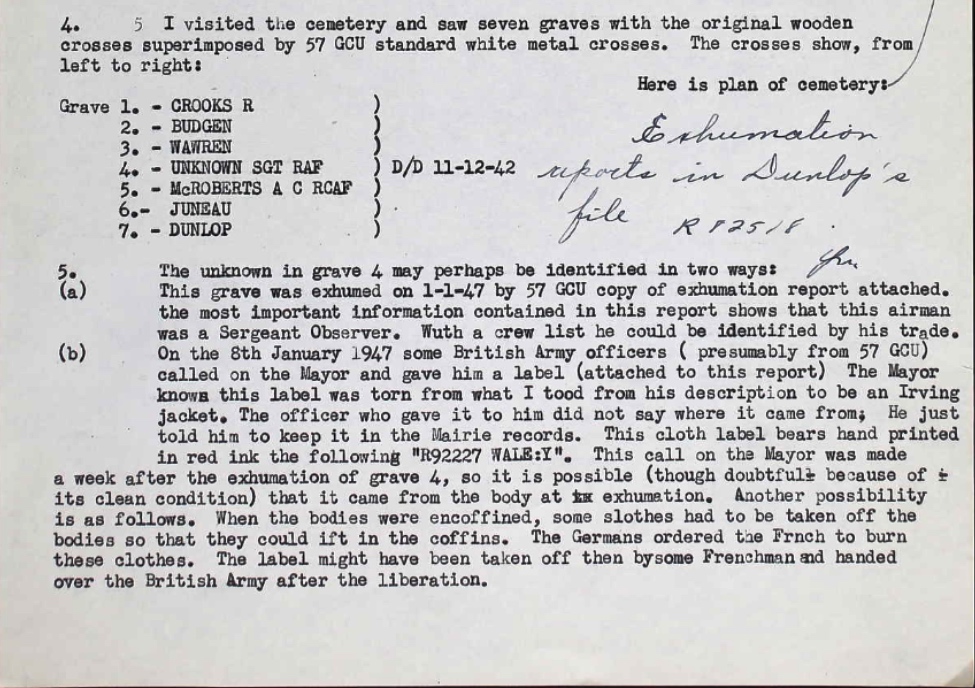 4.        5  I visited the cemetery and saw seven graves with the original wooden
crosses superimposed by 57 GCU standard white metal crosses.  The crosses show, from
left to right:
Here is plan of cemetery:
Grave 1. - CROOKS R )
2. - BUDGEN )
3. - WAWREN )
4. - UNKNOWN SGT RAF ) D/D 11-12-42
5. - McROBERTS A C RCAF )
6.- JUNEAU )
7. - DUNLOP )
Exhumation
reports in Dunlop's
file R 82518.
5. The unknown in grave 4 may perhaps be identified in two ways:
(a) This grave was exhumed on 1-1-47 by 57 GCU copy of exhumation report attached.
the most important information contained in this report shows that this airman
was a Sergeant Observer.  Wuth a crew list he could be identified by his trade.
(b) On the 8th January 1947 some British Army officers ( presumably from 57 GCU)
called on the Mayor and gave him a label (attached to this report)  The Mayor
knows this label was torn from what I tood from his description to be an Irving
jacket. The officer who gave it to him did not say where it came from;  He just
told him to keep it in the Mairie records.  This cloth label bears hand printed
in red ink the following "R92227 WALE:Y".  This call on the Mayor was made
a week after the exhumation of grave 4, so it is possible (though doubtful because of
its clean condition) that it came from the body at exhumation.  Another possibility
is as follows.  When the bodies were encoffined, some slothes had to be taken off the
bodies so that they could ift in the coffins.  The Germans ordered the Frnch to burn
these clothes.  The label might have been taken off then bysome Frenchman and handed
over the British Army after the liberation.